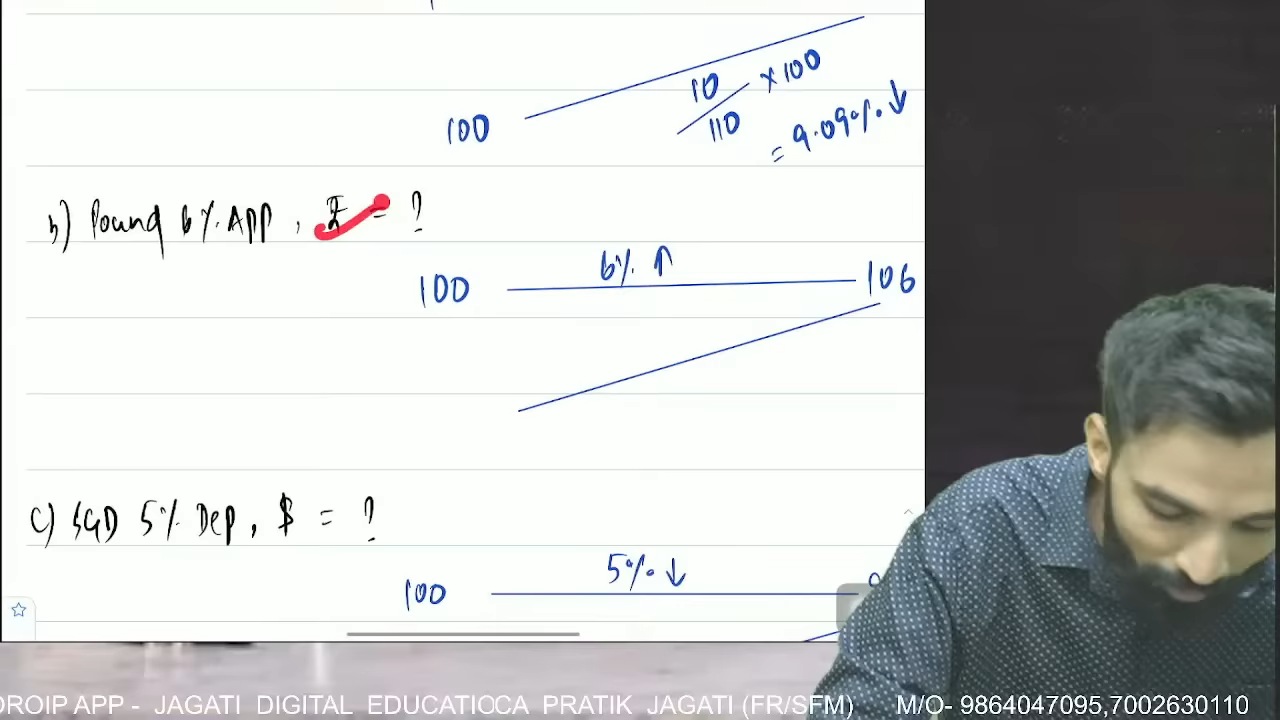 10/110 × 100
100
= 9.09% ↓
b) Pound 6% App, ₹ = ?
6% ↑
100 106
c) SGD 5% Dep, $ = ?
5% ↓
100
DROIP APP - JAGATI DIGITAL EDUCATIOCA PRATIK JAGATI (FR/SFM) M/O- 9864047095,7002630110